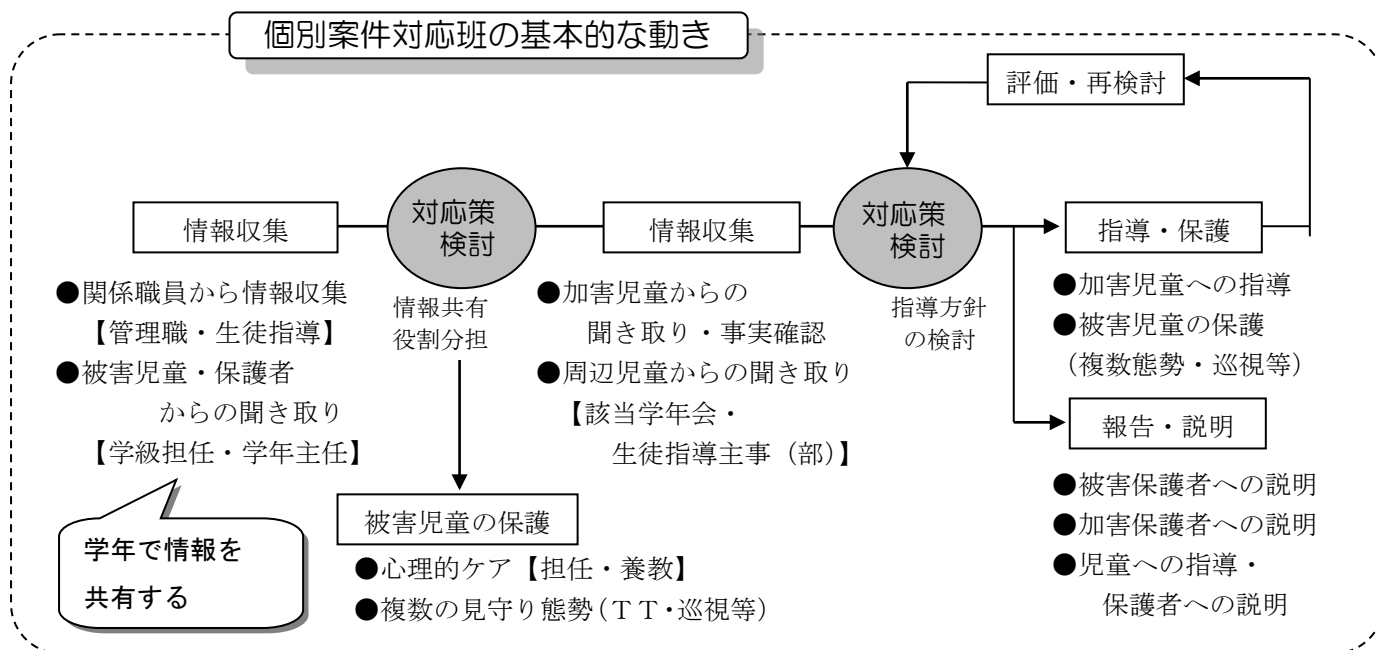 個別案件対応班の基本的な動き
評価・再検討
情報収集
対応策
検討
情報収集
対応策
検討
指導・保護
●関係職員から情報収集
【管理職・生徒指導】
●被害児童・保護者
からの聞き取り
【学級担任・学年主任】
学年で情報を
共有する
情報共有
役割分担
被害児童の保護
●心理的ケア【担任・養教】
●複数の見守り態勢(TT・巡視等)
●加害児童からの
聞き取り・事実確認
●周辺児童からの聞き取り
【該当学年会・
生徒指導主事(部)】
指導方針
の検討
●加害児童への指導
●被害児童の保護
(複数態勢・巡視等)
報告・説明
●被害保護者への説明
●加害保護者への説明
●児童への指導・
保護者への説明